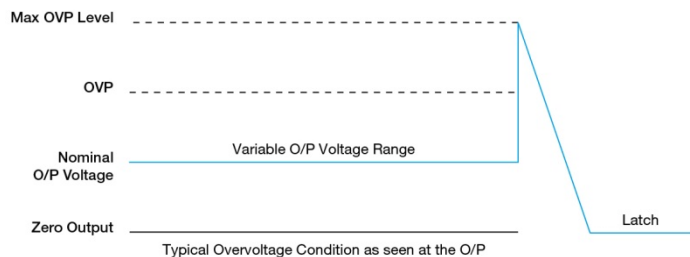 Max OVP Level
OVP
Variable O/P Voltage Range
Nominal
O/P Voltage
Latch
Zero Output
Typical Overvoltage Condition as seen at the O/P